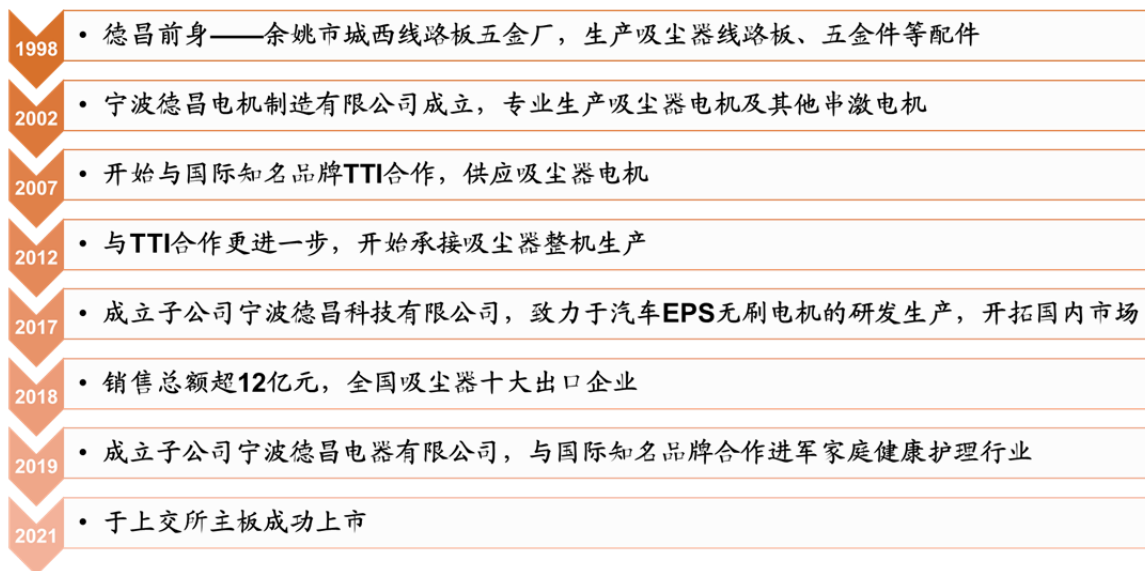 1998
• 德昌前身——余姚市城西线路板五金厂，生产吸尘器线路板、五金件等配件
2002
• 宁波德昌电机制造有限公司成立，专业生产吸尘器电机及其他串激电机
2007
• 开始与国际知名品牌TTI合作，供应吸尘器电机
2012
• 与TTI合作更进一步，开始承接吸尘器整机生产
2017
• 成立子公司宁波德昌科技有限公司，致力于汽车EPS无刷电机的研发生产，开拓国内市场
2018
• 销售总额超12亿元，全国吸尘器十大出口企业
2019
• 成立子公司宁波德昌电器有限公司，与国际知名品牌合作进军家庭健康护理行业
2021
• 于上交所主板成功上市